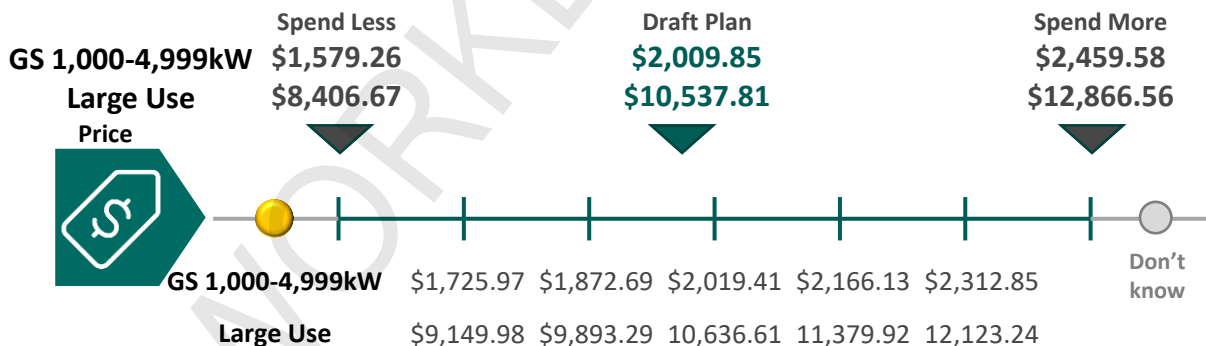 Spend Less Draft Plan Spend More
GS 1,000-4,999kW $1,579.26 $2,009.85 $2,459.58
Large Use $8,406.67 $10,537.81 $12,866.56
Price
$
GS 1,000-4,999kW $1,725.97 $1,872.69 $2,019.41 $2,166.13 $2,312.85
Don't
know
Large Use $9,149.98 $9,893.29 10,636.61 11,379.92 12,123.24